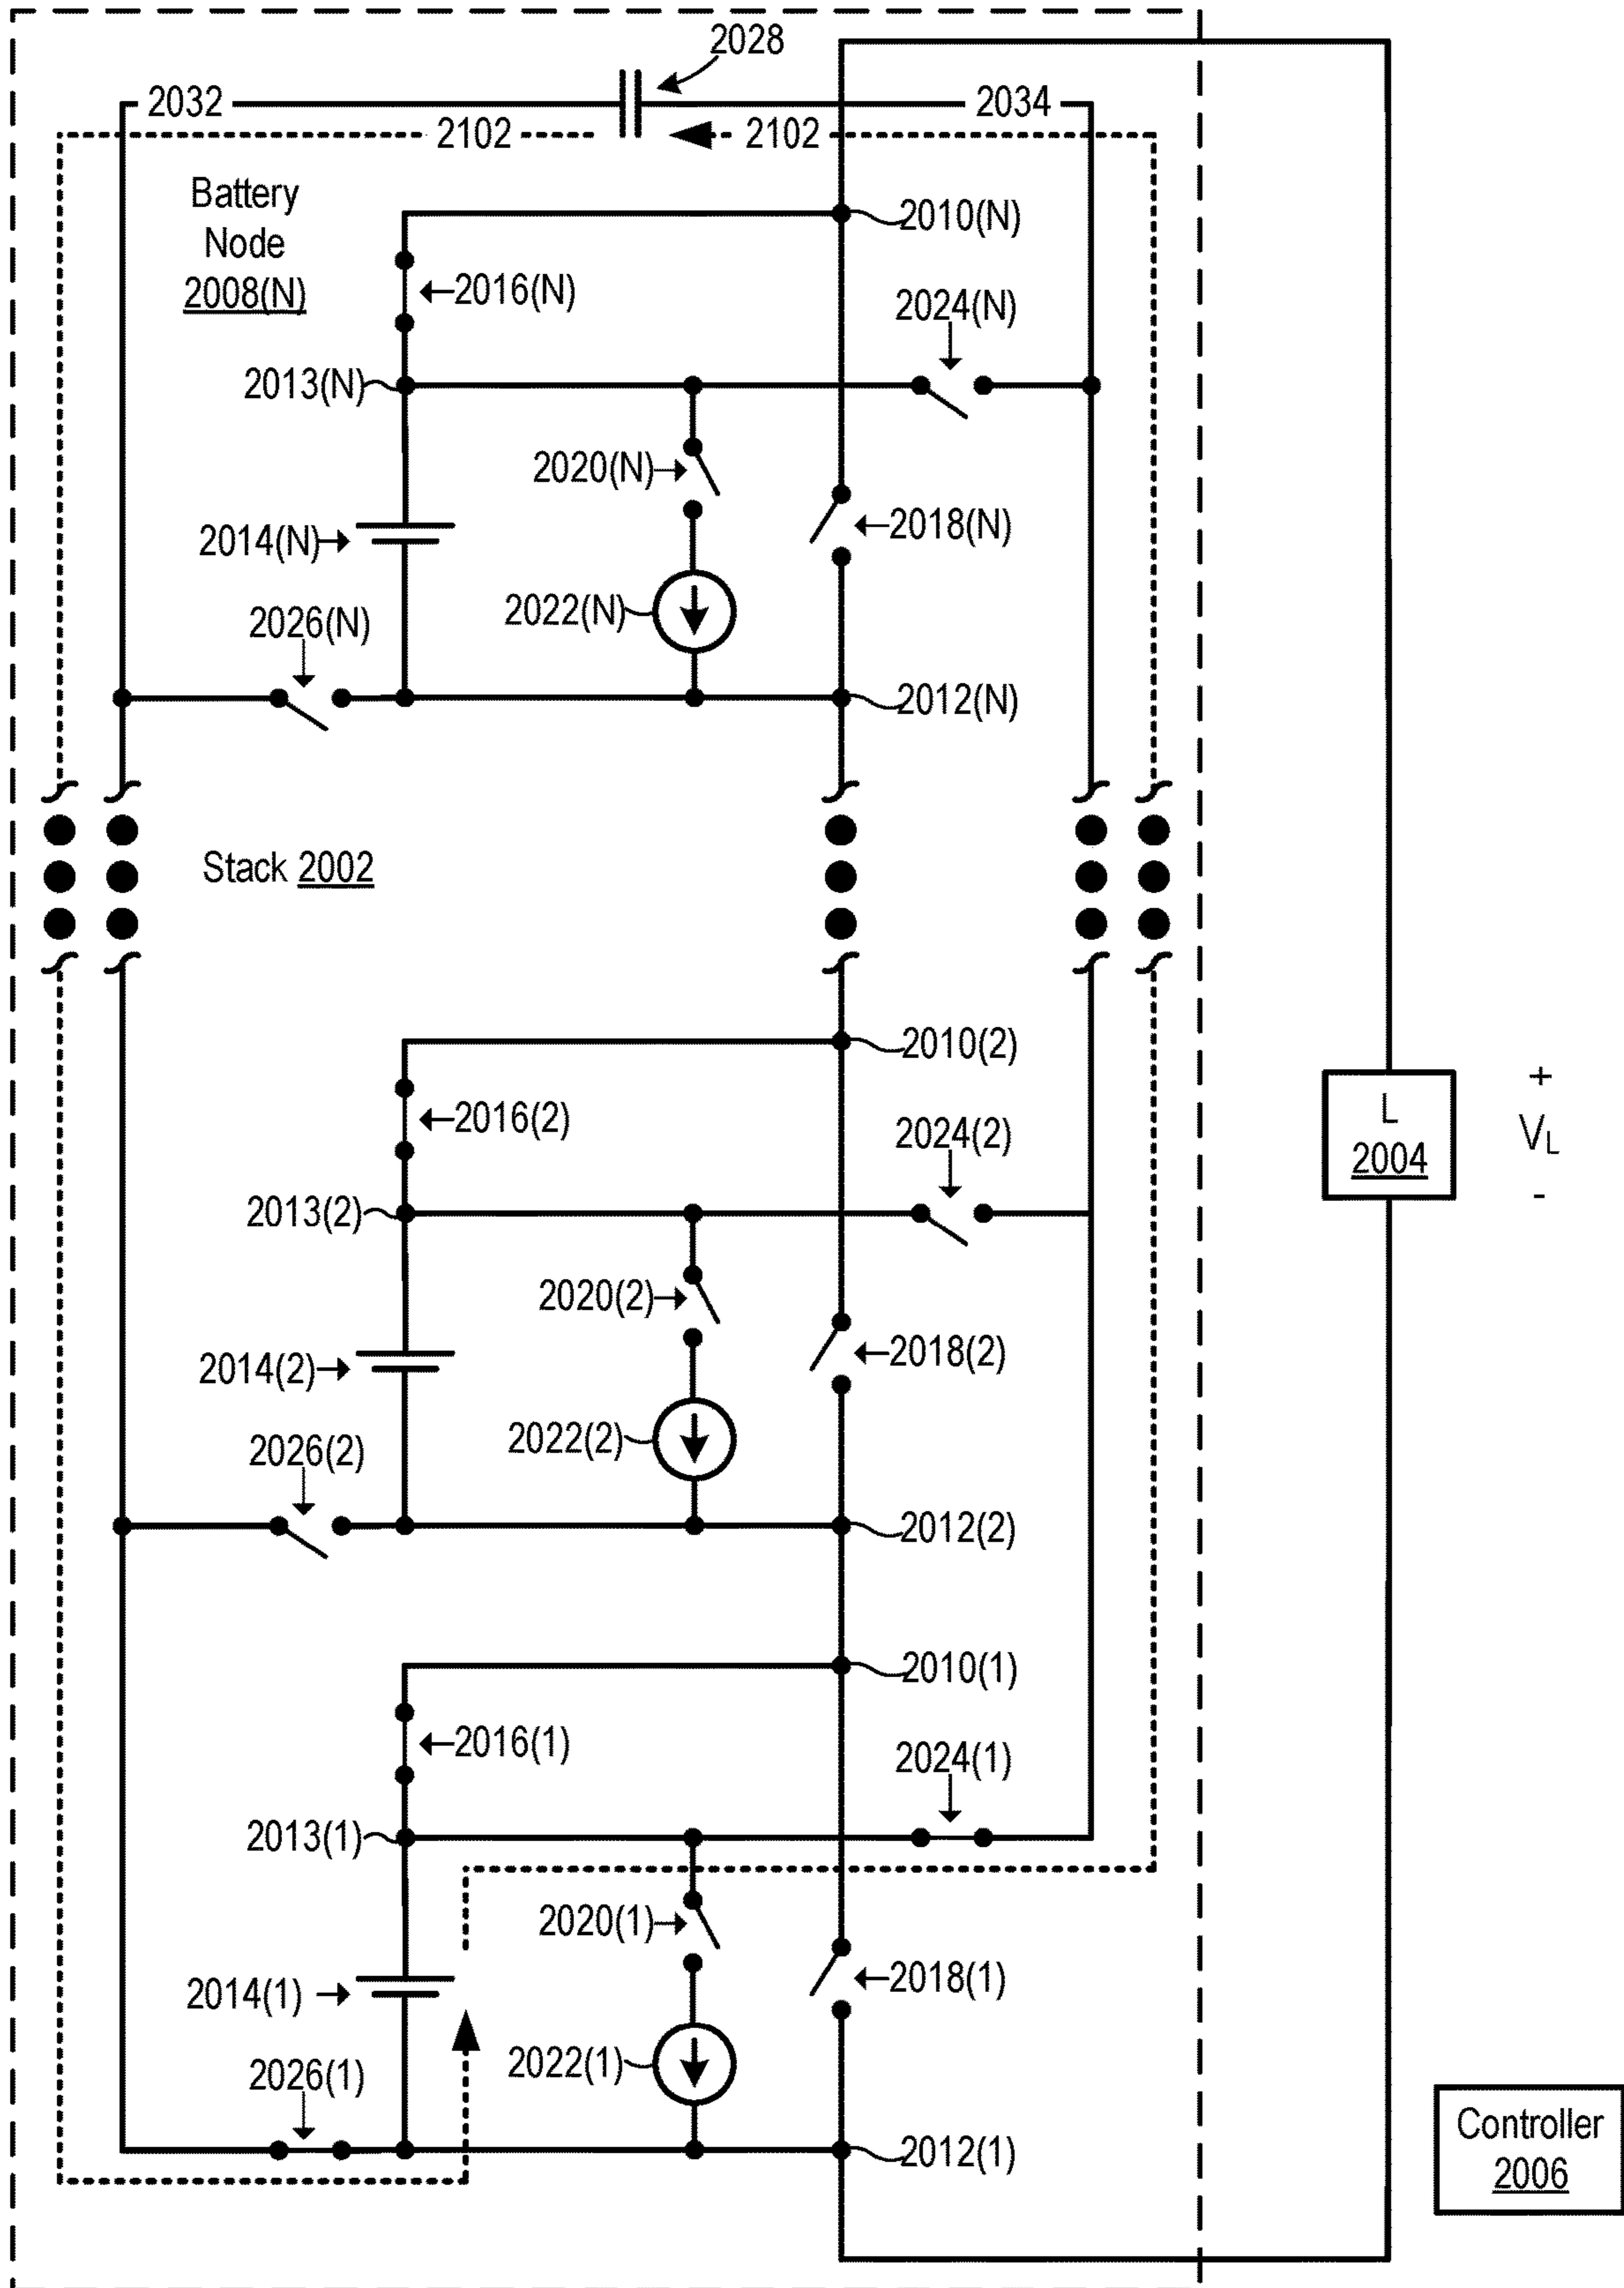 2028
2032
2034
2102
2102
Battery
Node
2008(N)
2010(N)
2016(N)
2024(N)
2013(N)
2020(N)
2014(N)
2018(N)
2022(N)
2026(N)
2012(N)
Stack 2002
2010(2)
2016(2)
2024(2)
2013(2)
2020(2)
2014(2)
2018(2)
2022(2)
2026(2)
2012(2)
+
L
2004
VL
-
2010(1)
2016(1)
2024(1)
2013(1)
2020(1)
2014(1)
2018(1)
2022(1)
2026(1)
2012(1)
Controller
2006